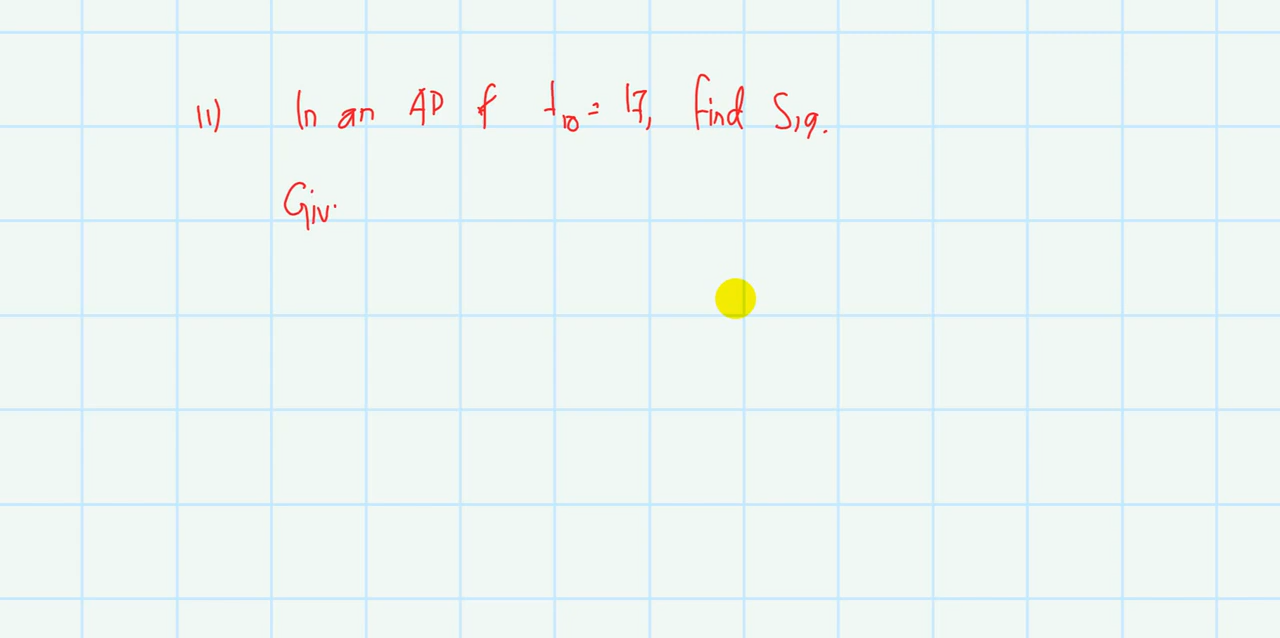 11) In an AP if t10 = 17, find S19.
Giv.